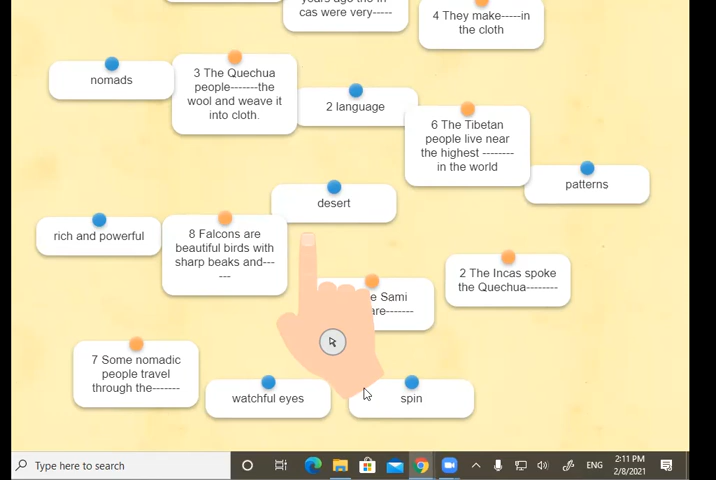 years ago the In
cas were very-----
4 They make-----in
the cloth
nomads
3 The Quechua
people-------the
wool and weave it
into cloth.
2 language
6 The Tibetan
people live near
the highest --------
in the world
patterns
desert
rich and powerful
8 Falcons are
beautiful birds with
sharp beaks and---
---
2 The Incas spoke
the Quechua--------
Sami
are-------
7 Some nomadic
people travel
through the-------
watchful eyes
spin
Type here to search
ENG
2:11 PM
2/8/2021